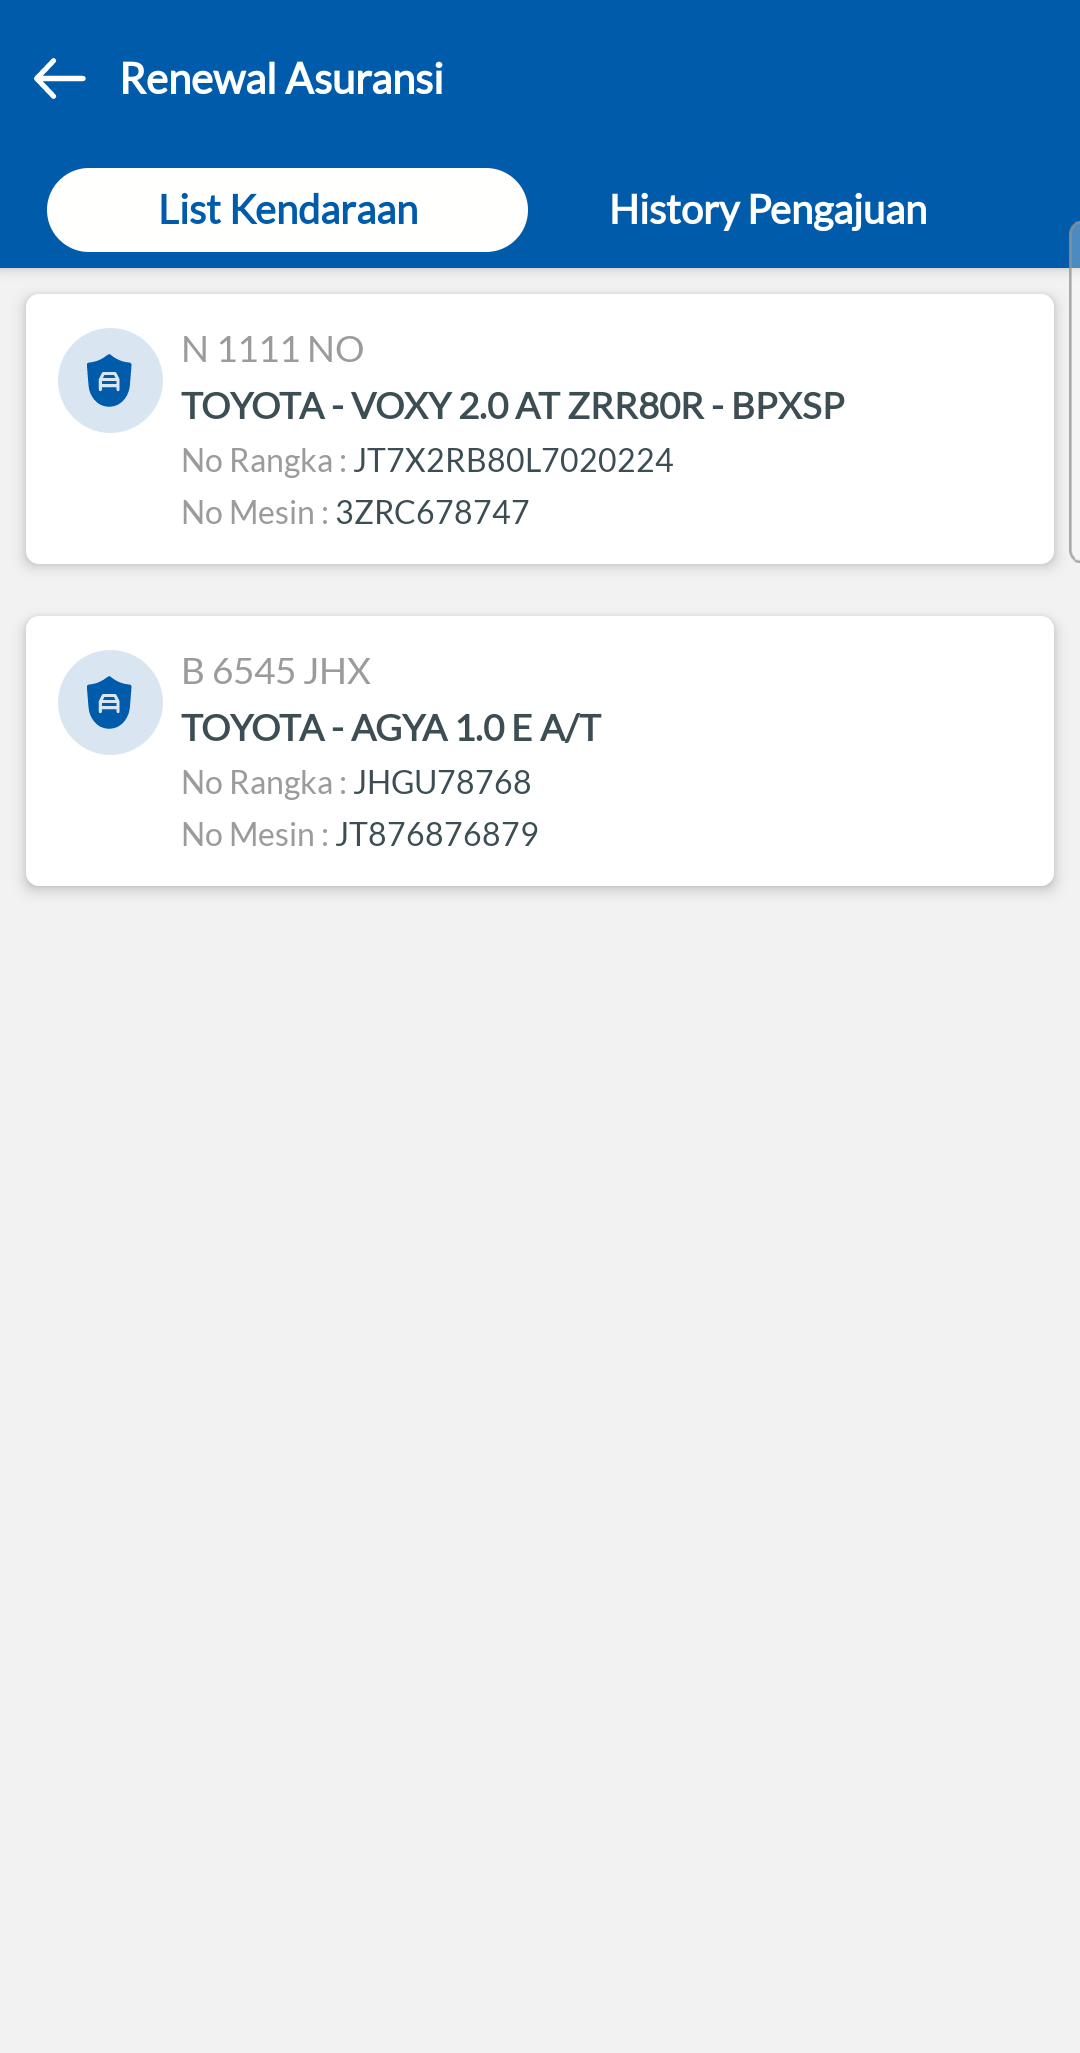 Renewal Asuransi
List Kendaraan
History Pengajuan
N 1111 NO
TOYOTA - VOXY 2.0 AT ZRR80R - BPXSP
No Rangka : JT7X2RB80L7020224
No Mesin : 3ZRC678747
B 6545 JHX
TOYOTA - AGYA 1.0 E A/T
No Rangka : JHGU78768
No Mesin : JT876876879